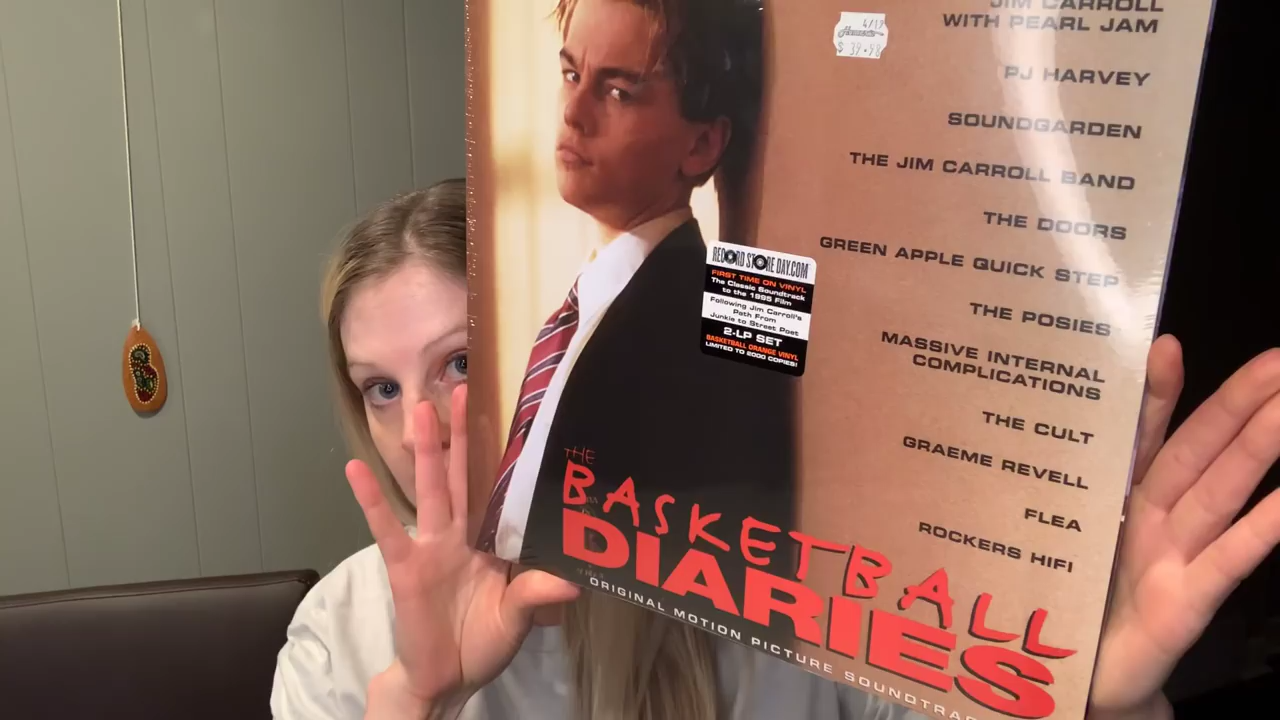 JIM CARROLL
WITH PEARL JAM
4/17
$ 39.98
PJ HARVEY
SOUNDGARDEN
THE JIM CARROLL BAND
THE DOORS
GREEN APPLE QUICK STEP
THE POSIES
MASSIVE INTERNAL
COMPLICATIONS
THE CULT
GRAEME REVELL
FLEA
ROCKERS HIFI
RECORD STORE DAY.COM
FIRST TIME ON VINYL
The Classic Soundtrack
to the 1995 Film
Following Jim Carroll's
Path From
Junkie to Street Poet
2-LP SET
BASKETBALL ORANGE VINYL
LIMITED TO 2000 COPIES!
THE
BASKETBALL
DIARIES
ORIGINAL MOTION PICTURE SOUNDTRAC